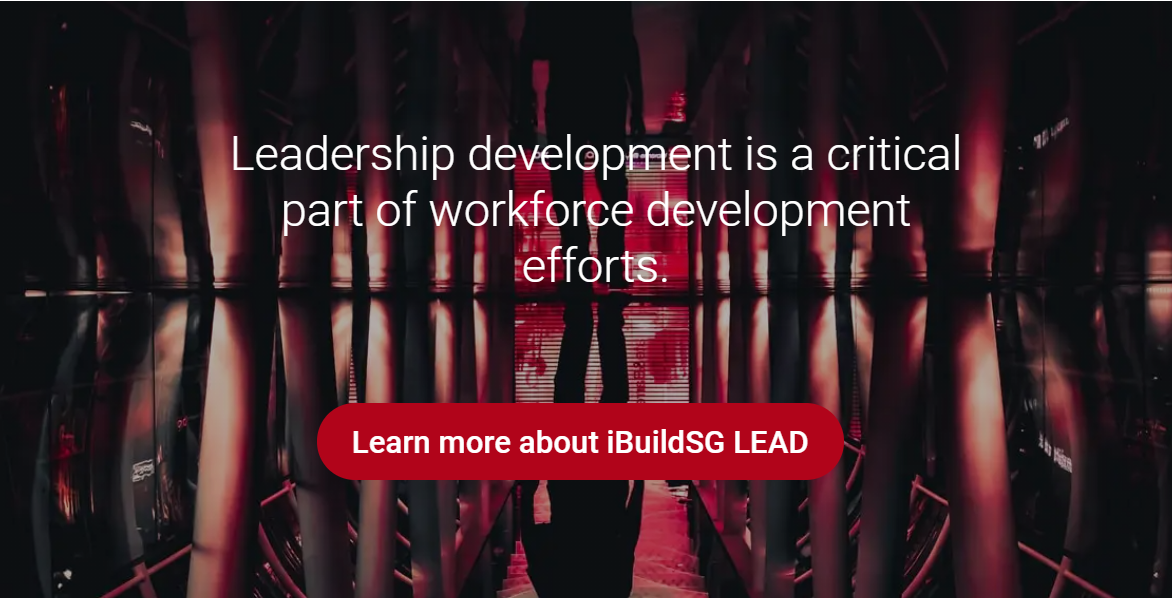 Leadership development is a critical
part of workforce development
efforts.
Learn more about iBuildSG LEAD